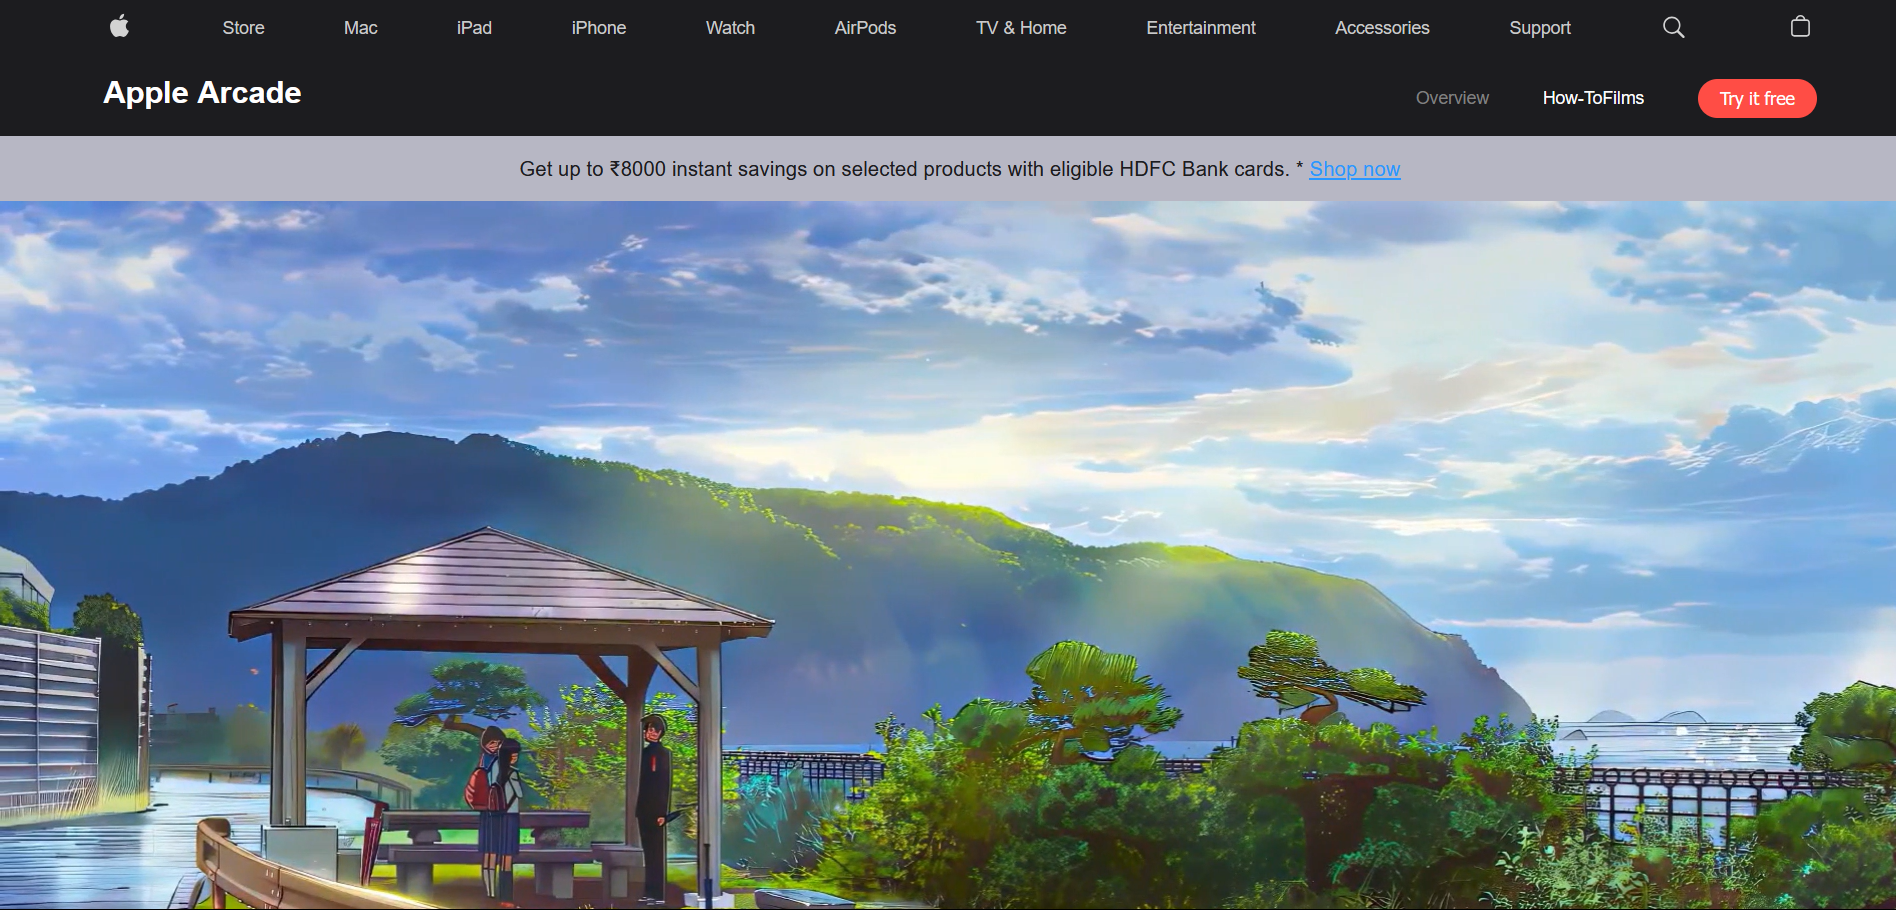 Store Mac iPad iPhone Watch AirPods TV & Home Entertainment Accessories Support
Apple Arcade
Overview How-ToFilms Try it free
Get up to ₹8000 instant savings on selected products with eligible HDFC Bank cards. * Shop now